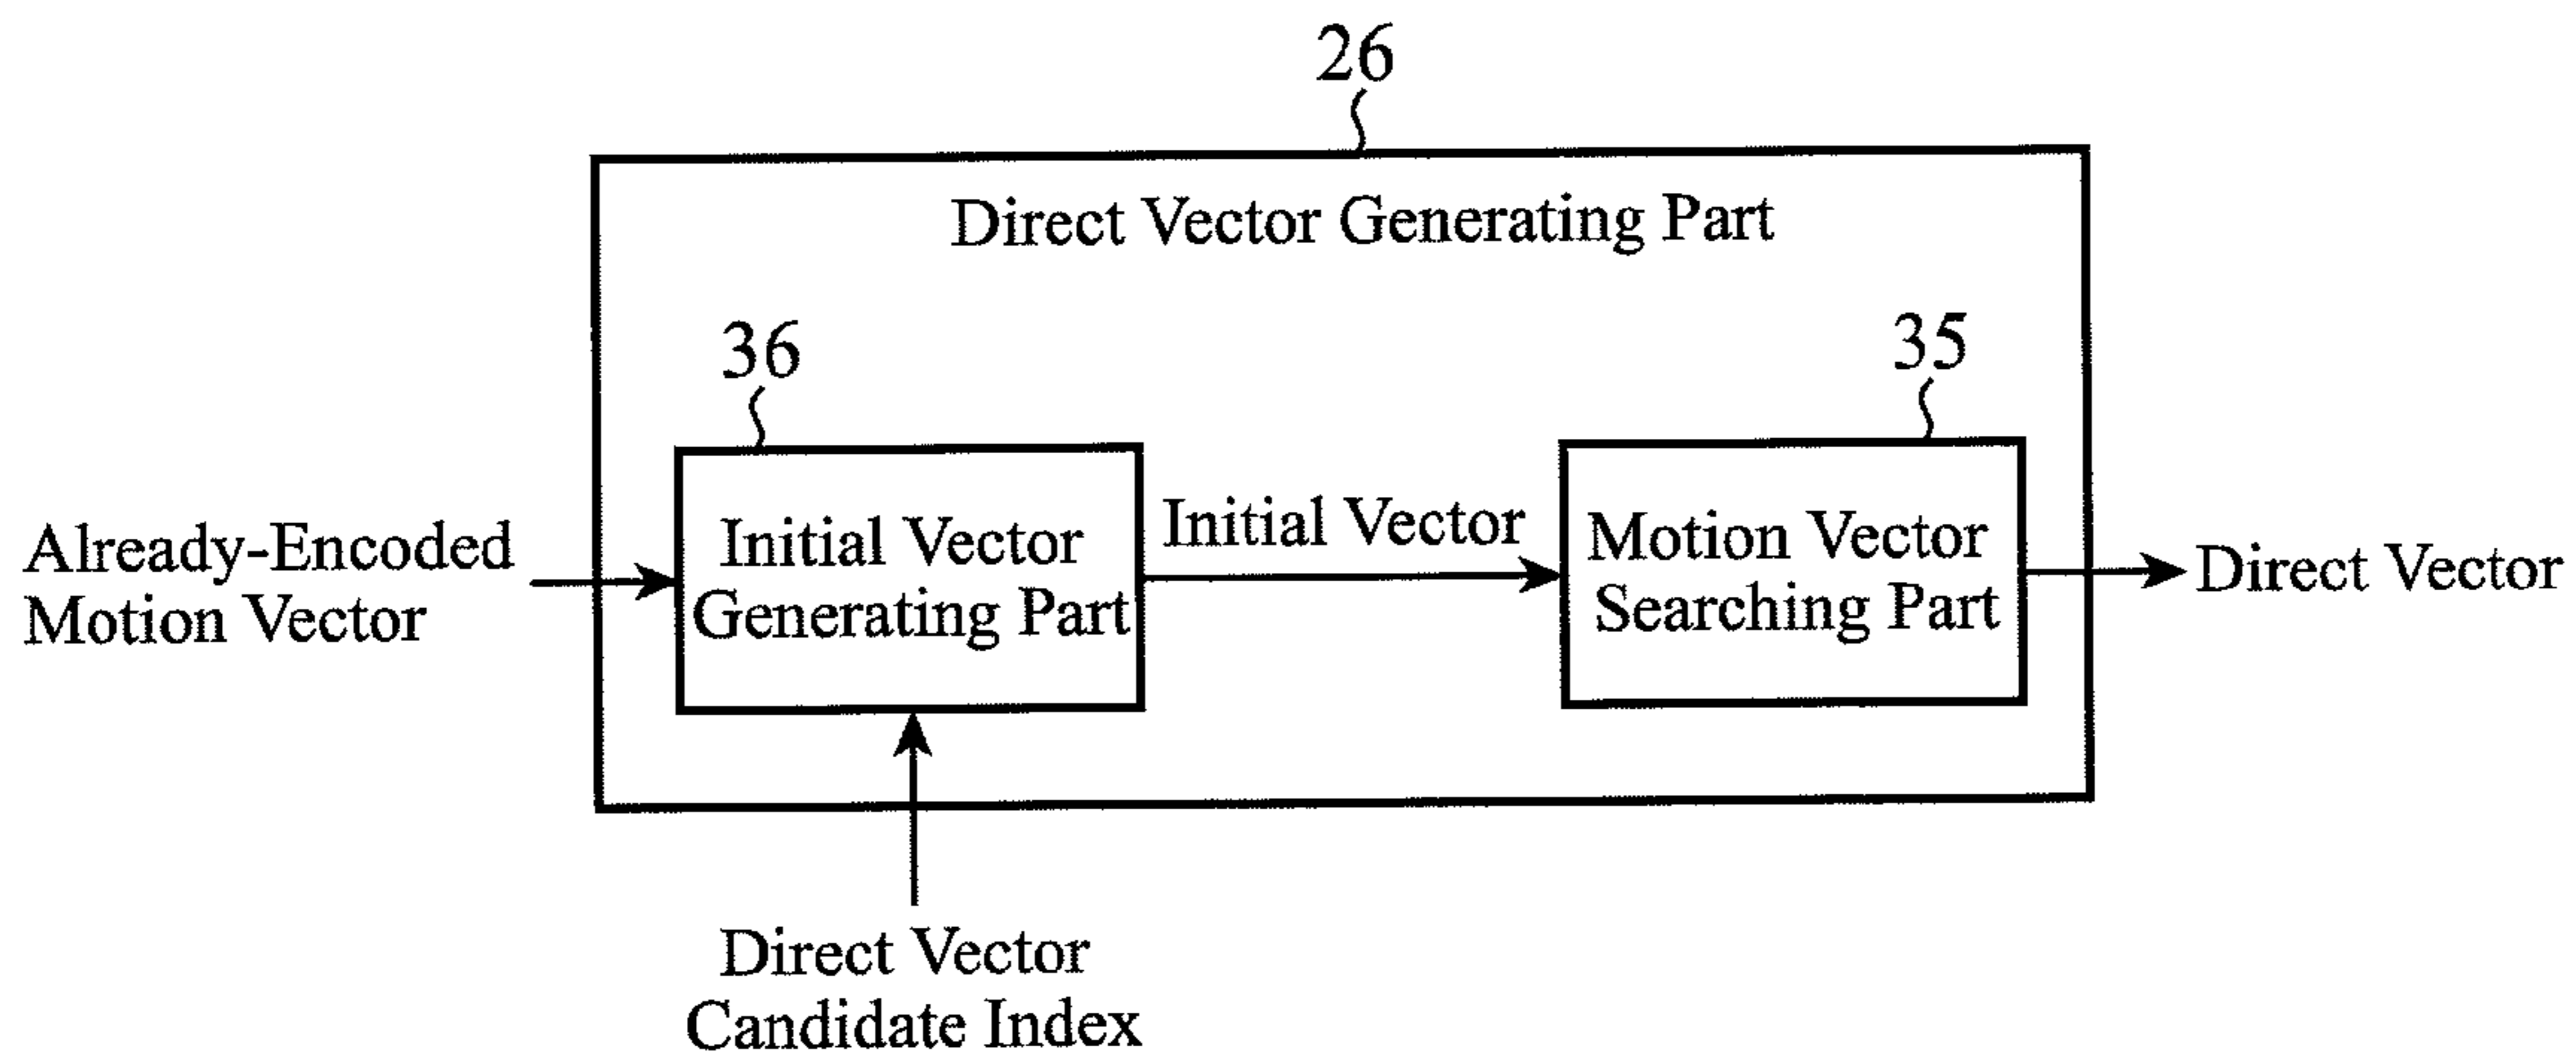 26
Direct Vector Generating Part
36
35
Already-Encoded
Motion Vector
Initial Vector
Generating Part
Initial Vector
Motion Vector
Searching Part
Direct Vector
Direct Vector
Candidate Index